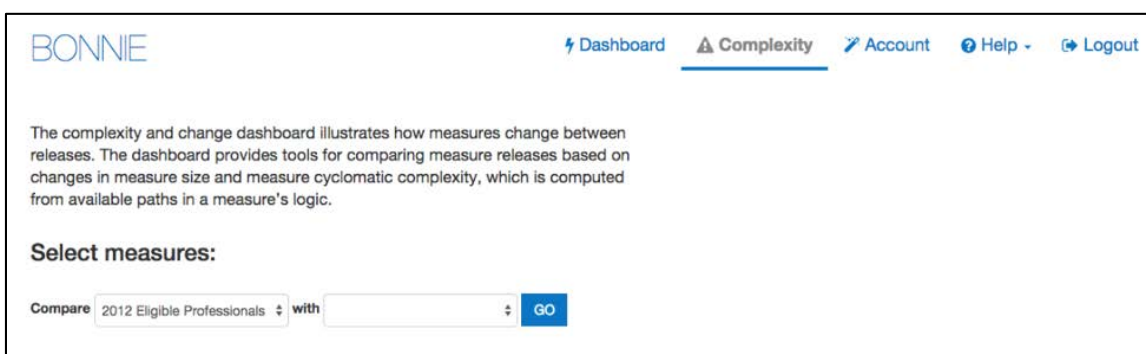 BONNIE
Dashboard Complexity Account Help Logout
The complexity and change dashboard illustrates how measures change between
releases. The dashboard provides tools for comparing measure releases based on
changes in measure size and measure cyclomatic complexity, which is computed
from available paths in a measure's logic.
Select measures:
Compare 2012 Eligible Professionals with GO